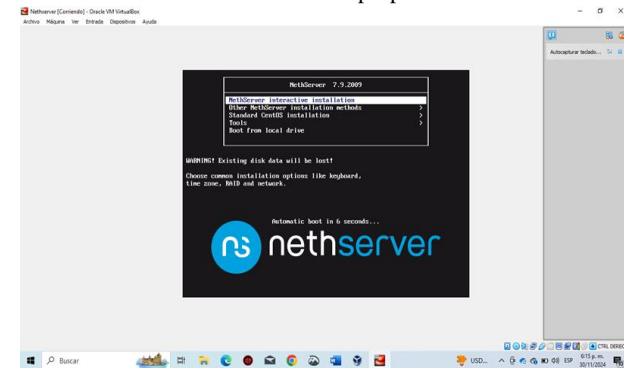 Nethserver [Corriendo] - Oracle VM VirtualBox
Archivo Máquina Ver Entrada Dispositivos Ayuda
Autocapturar teclado...
NethServer 7.9.2009
NethServer interactive installation
Other NethServer installation methods >
Standard CentOS installation >
Tools >
Boot from local drive
WARNING! Existing disk data will be lost!
Choose common installation options like keyboard,
time zone, RAID and network.
Automatic boot in 6 seconds...
ns nethserver
CTRL DEREC
Buscar
USD...
ESP
6:15 p. m.
30/11/2024